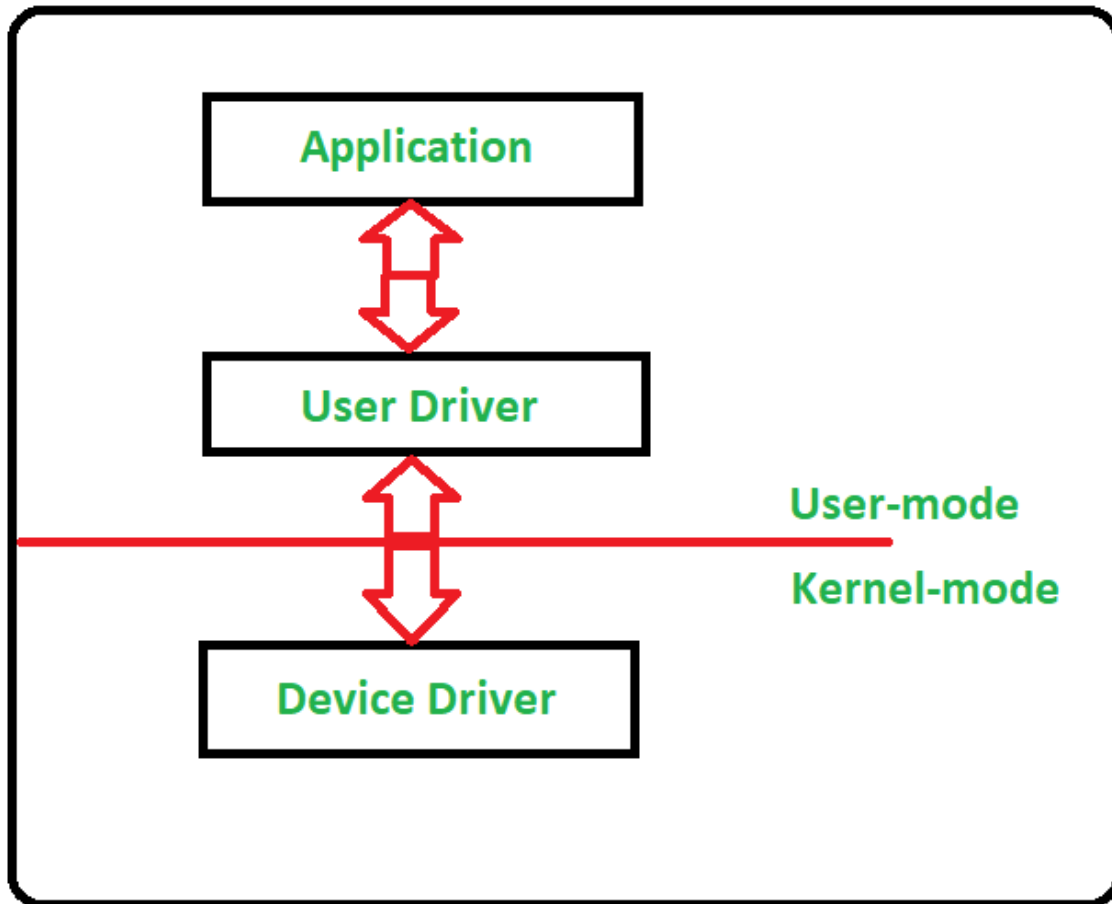 Application
User Driver
User-mode
Kernel-mode
Device Driver